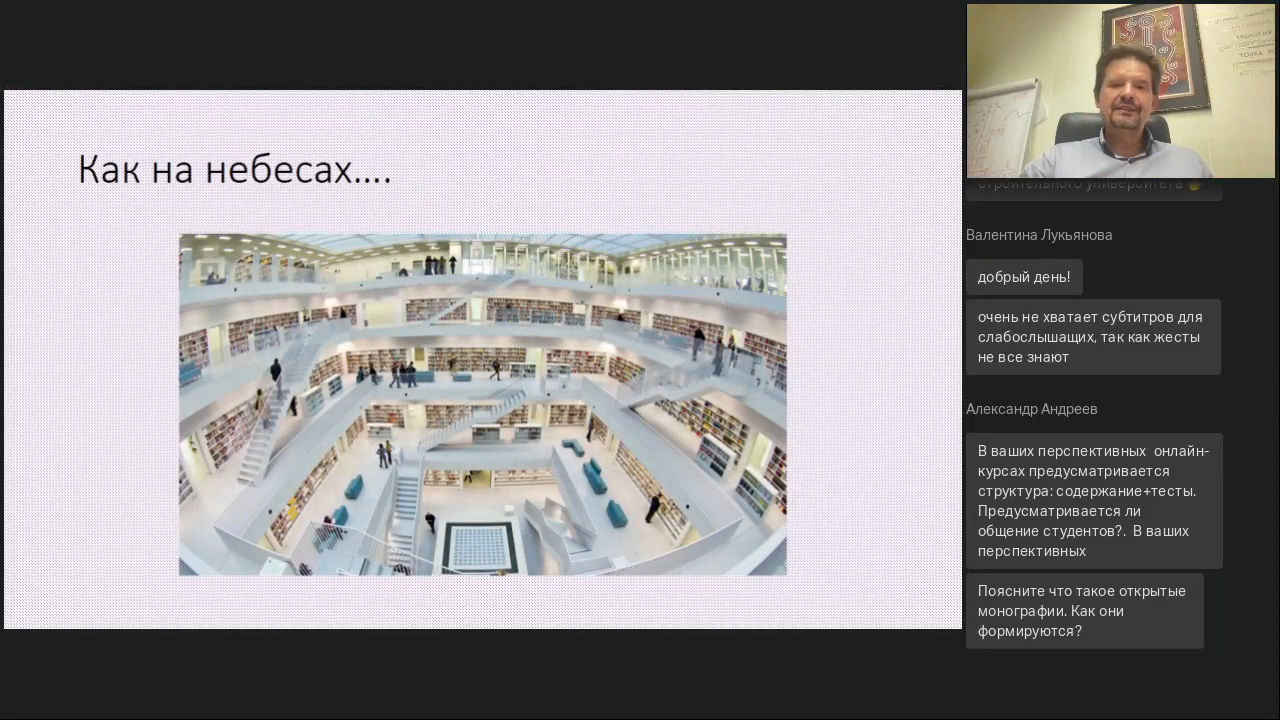 Как на небесах....
строительного университета
Валентина Лукьянова
добрый день!
очень не хватает субтитров для
слабослышащих, так как жесты
не все знают
Александр Андреев
В ваших перспективных онлайн-
курсах предусматривается
структура: содержание+тесты.
Предусматривается ли
общение студентов?. В ваших
перспективных
Поясните что такое открытые
монографии. Как они
формируются?